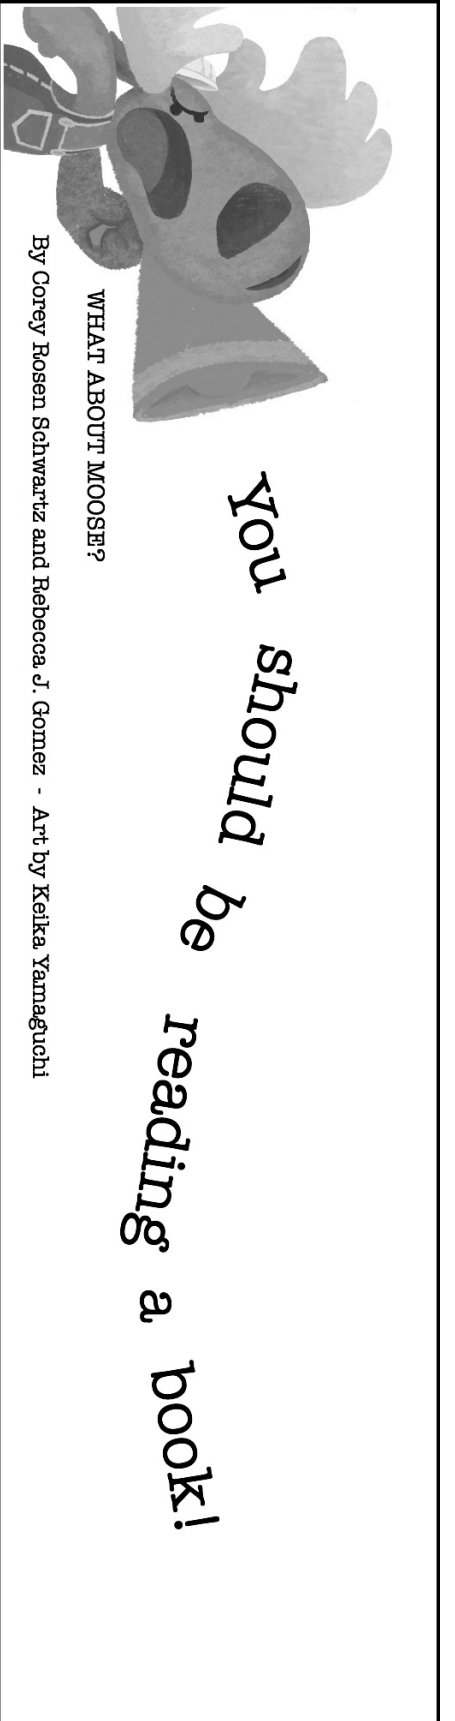 You should be reading a book!
WHAT ABOUT MOOSE?
By Corey Rosen Schwartz and Rebecca J. Gomez - Art by Keika Yamaguchi